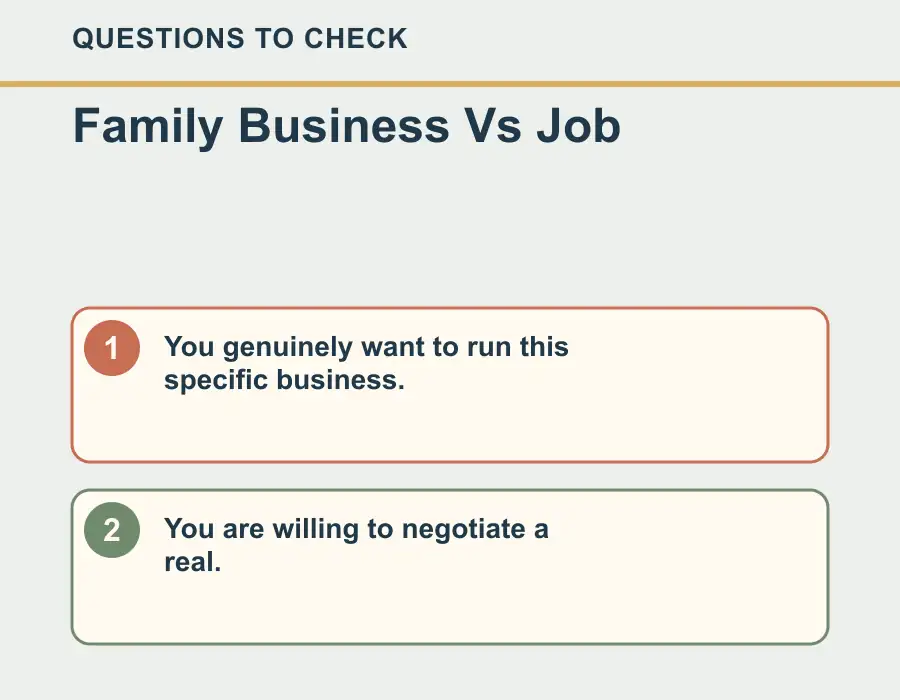 QUESTIONS TO CHECK
Family Business Vs Job
1
You genuinely want to run this
specific business.
2
You are willing to negotiate a
real.